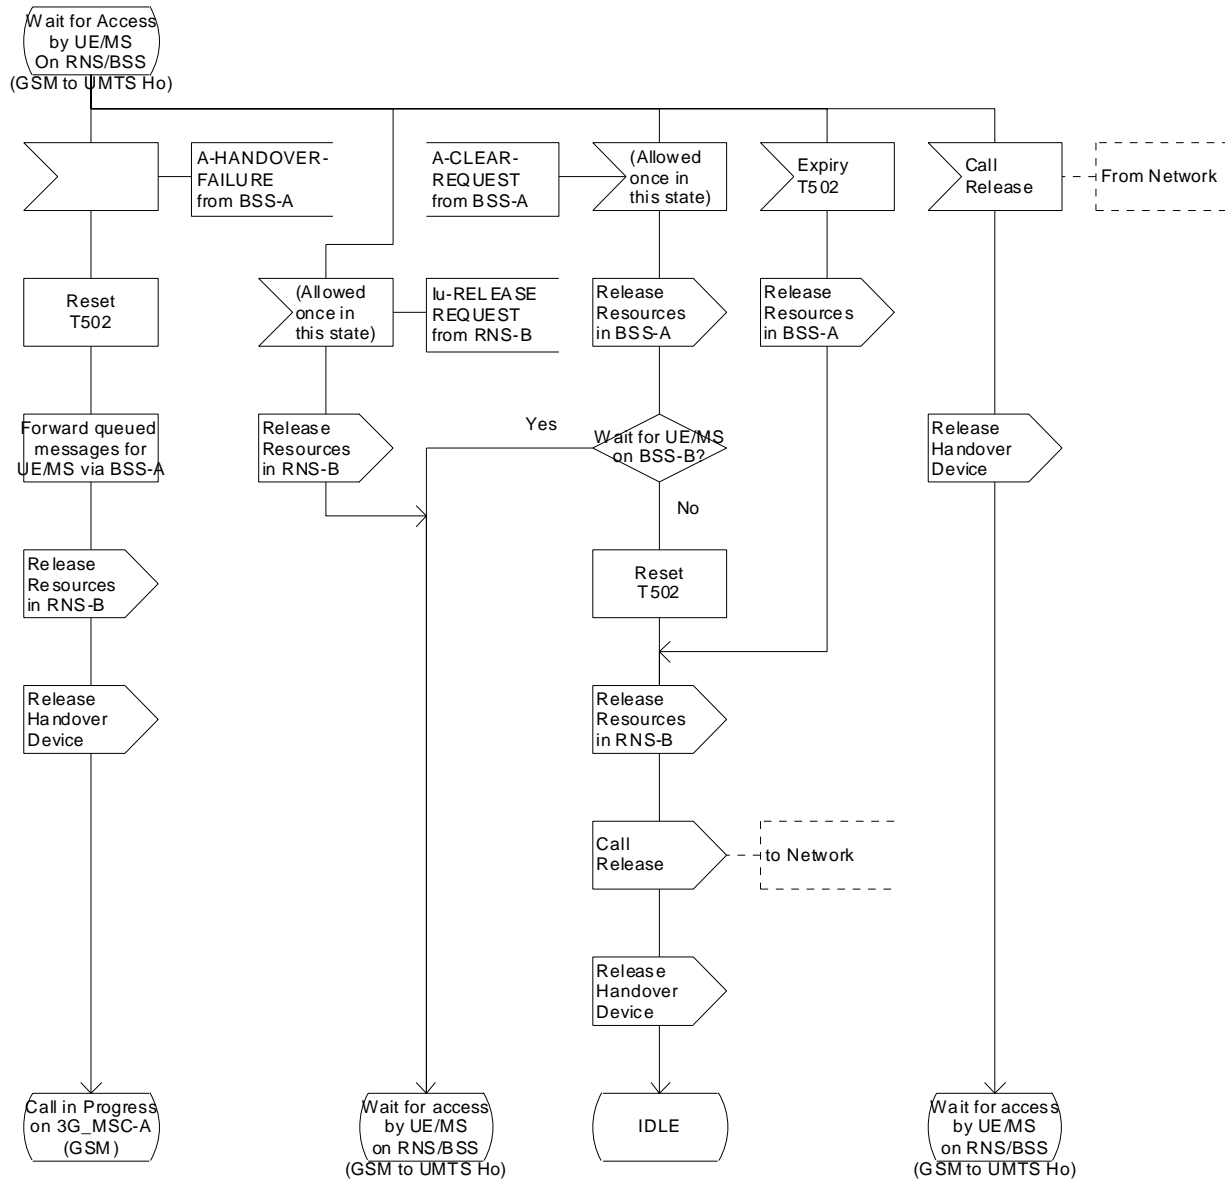 Wait for Access
by UE/MS
On RNS/BSS
(GSM to UMTS Ho)
A-HANDOVER-
FAILURE
from BSS-A
A-CLEAR-
REQUEST
from BSS-A
(Allowed
once in
this state)
Expiry
T502
Call
Release
From Network
Reset
T502
(Allowed
once in
this state)
Iu-RELEASE
REQUEST
from RNS-B
Release
Resources
in BSS-A
Release
Resources
in BSS-A
Forward queued
messages for
UE/MS via BSS-A
Release
Resources
in RNS-B
Yes
Wait for UE/MS
on BSS-B?
No
Release
Handover
Device
Release
Resources
in RNS-B
Reset
T502
Release
Handover
Device
Release
Resources
in RNS-B
Call
Release
to Network
Release
Handover
Device
Call in Progress
on 3G_MSC-A
(GSM)
Wait for access
by UE/MS
on RNS/BSS
(GSM to UMTS Ho)
IDLE
Wait for access
by UE/MS
on RNS/BSS
(GSM to UMTS Ho)